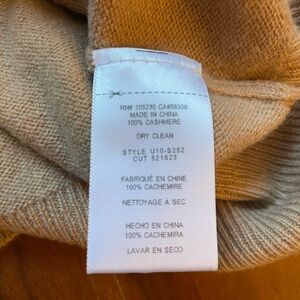 RN# 105230 CA#58350
MADE IN CHINA
100% CASHMERE
DRY CLEAN
STYLE U10-S252
CUT 521623
FABRIQUÉ EN CHINE
100% CACHEMIRE
NETTOYAGE À SEC
HECHO EN CHINA
100% CACHEMIRA
LAVAR EN SECO